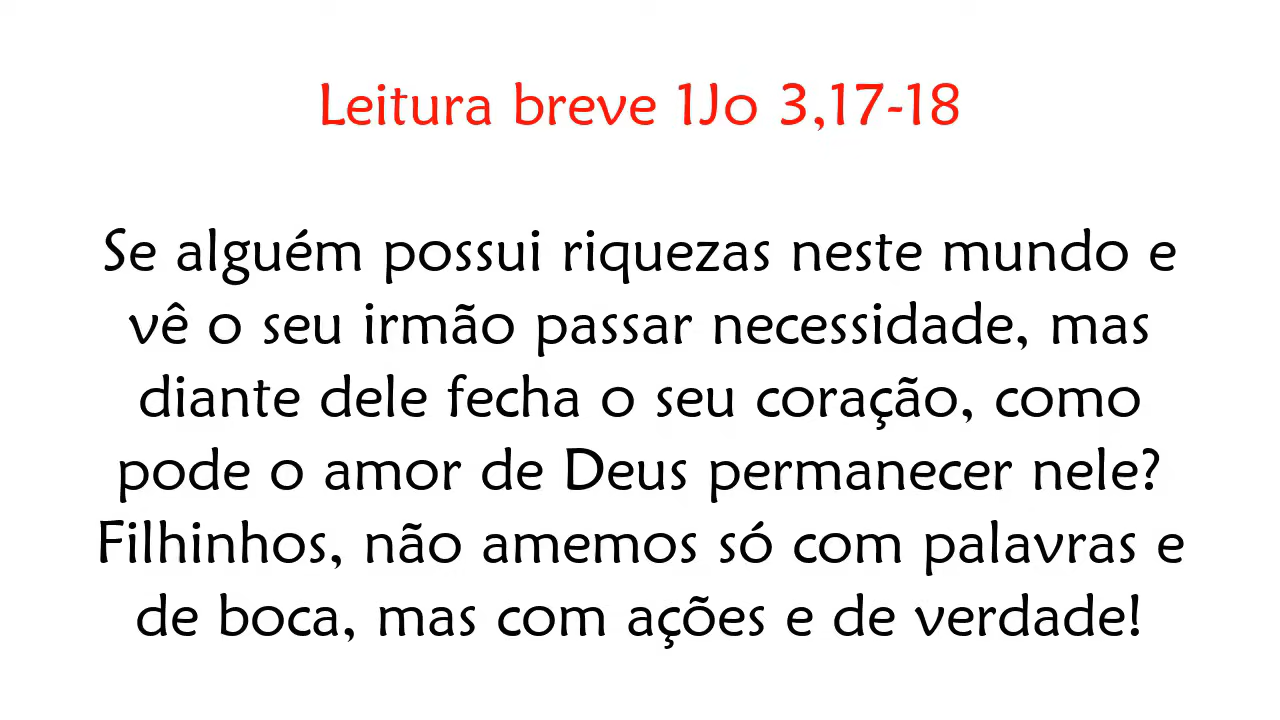 Leitura breve 1Jo 3,17-18
Se alguém possui riquezas neste mundo e
vê o seu irmão passar necessidade, mas
diante dele fecha o seu coração, como
pode o amor de Deus permanecer nele?
Filhinhos, não amemos só com palavras e
de boca, mas com ações e de verdade!